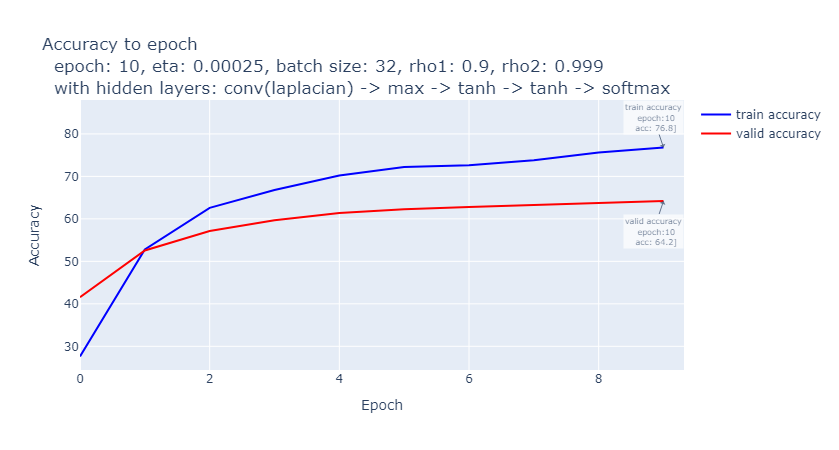 Accuracy to epoch
epoch: 10, eta: 0.00025, batch size: 32, rho1: 0.9, rho2: 0.999
with hidden layers: conv(laplacian) -> max -> tanh -> tanh -> softmax
train accuracy
epoch:10
acc: 76.8]
train accuracy
valid accuracy
80
70
60
50
40
30
Accuracy
valid accuracy
epoch:10
acc: 64.2]
0 2 4 6 8
Epoch